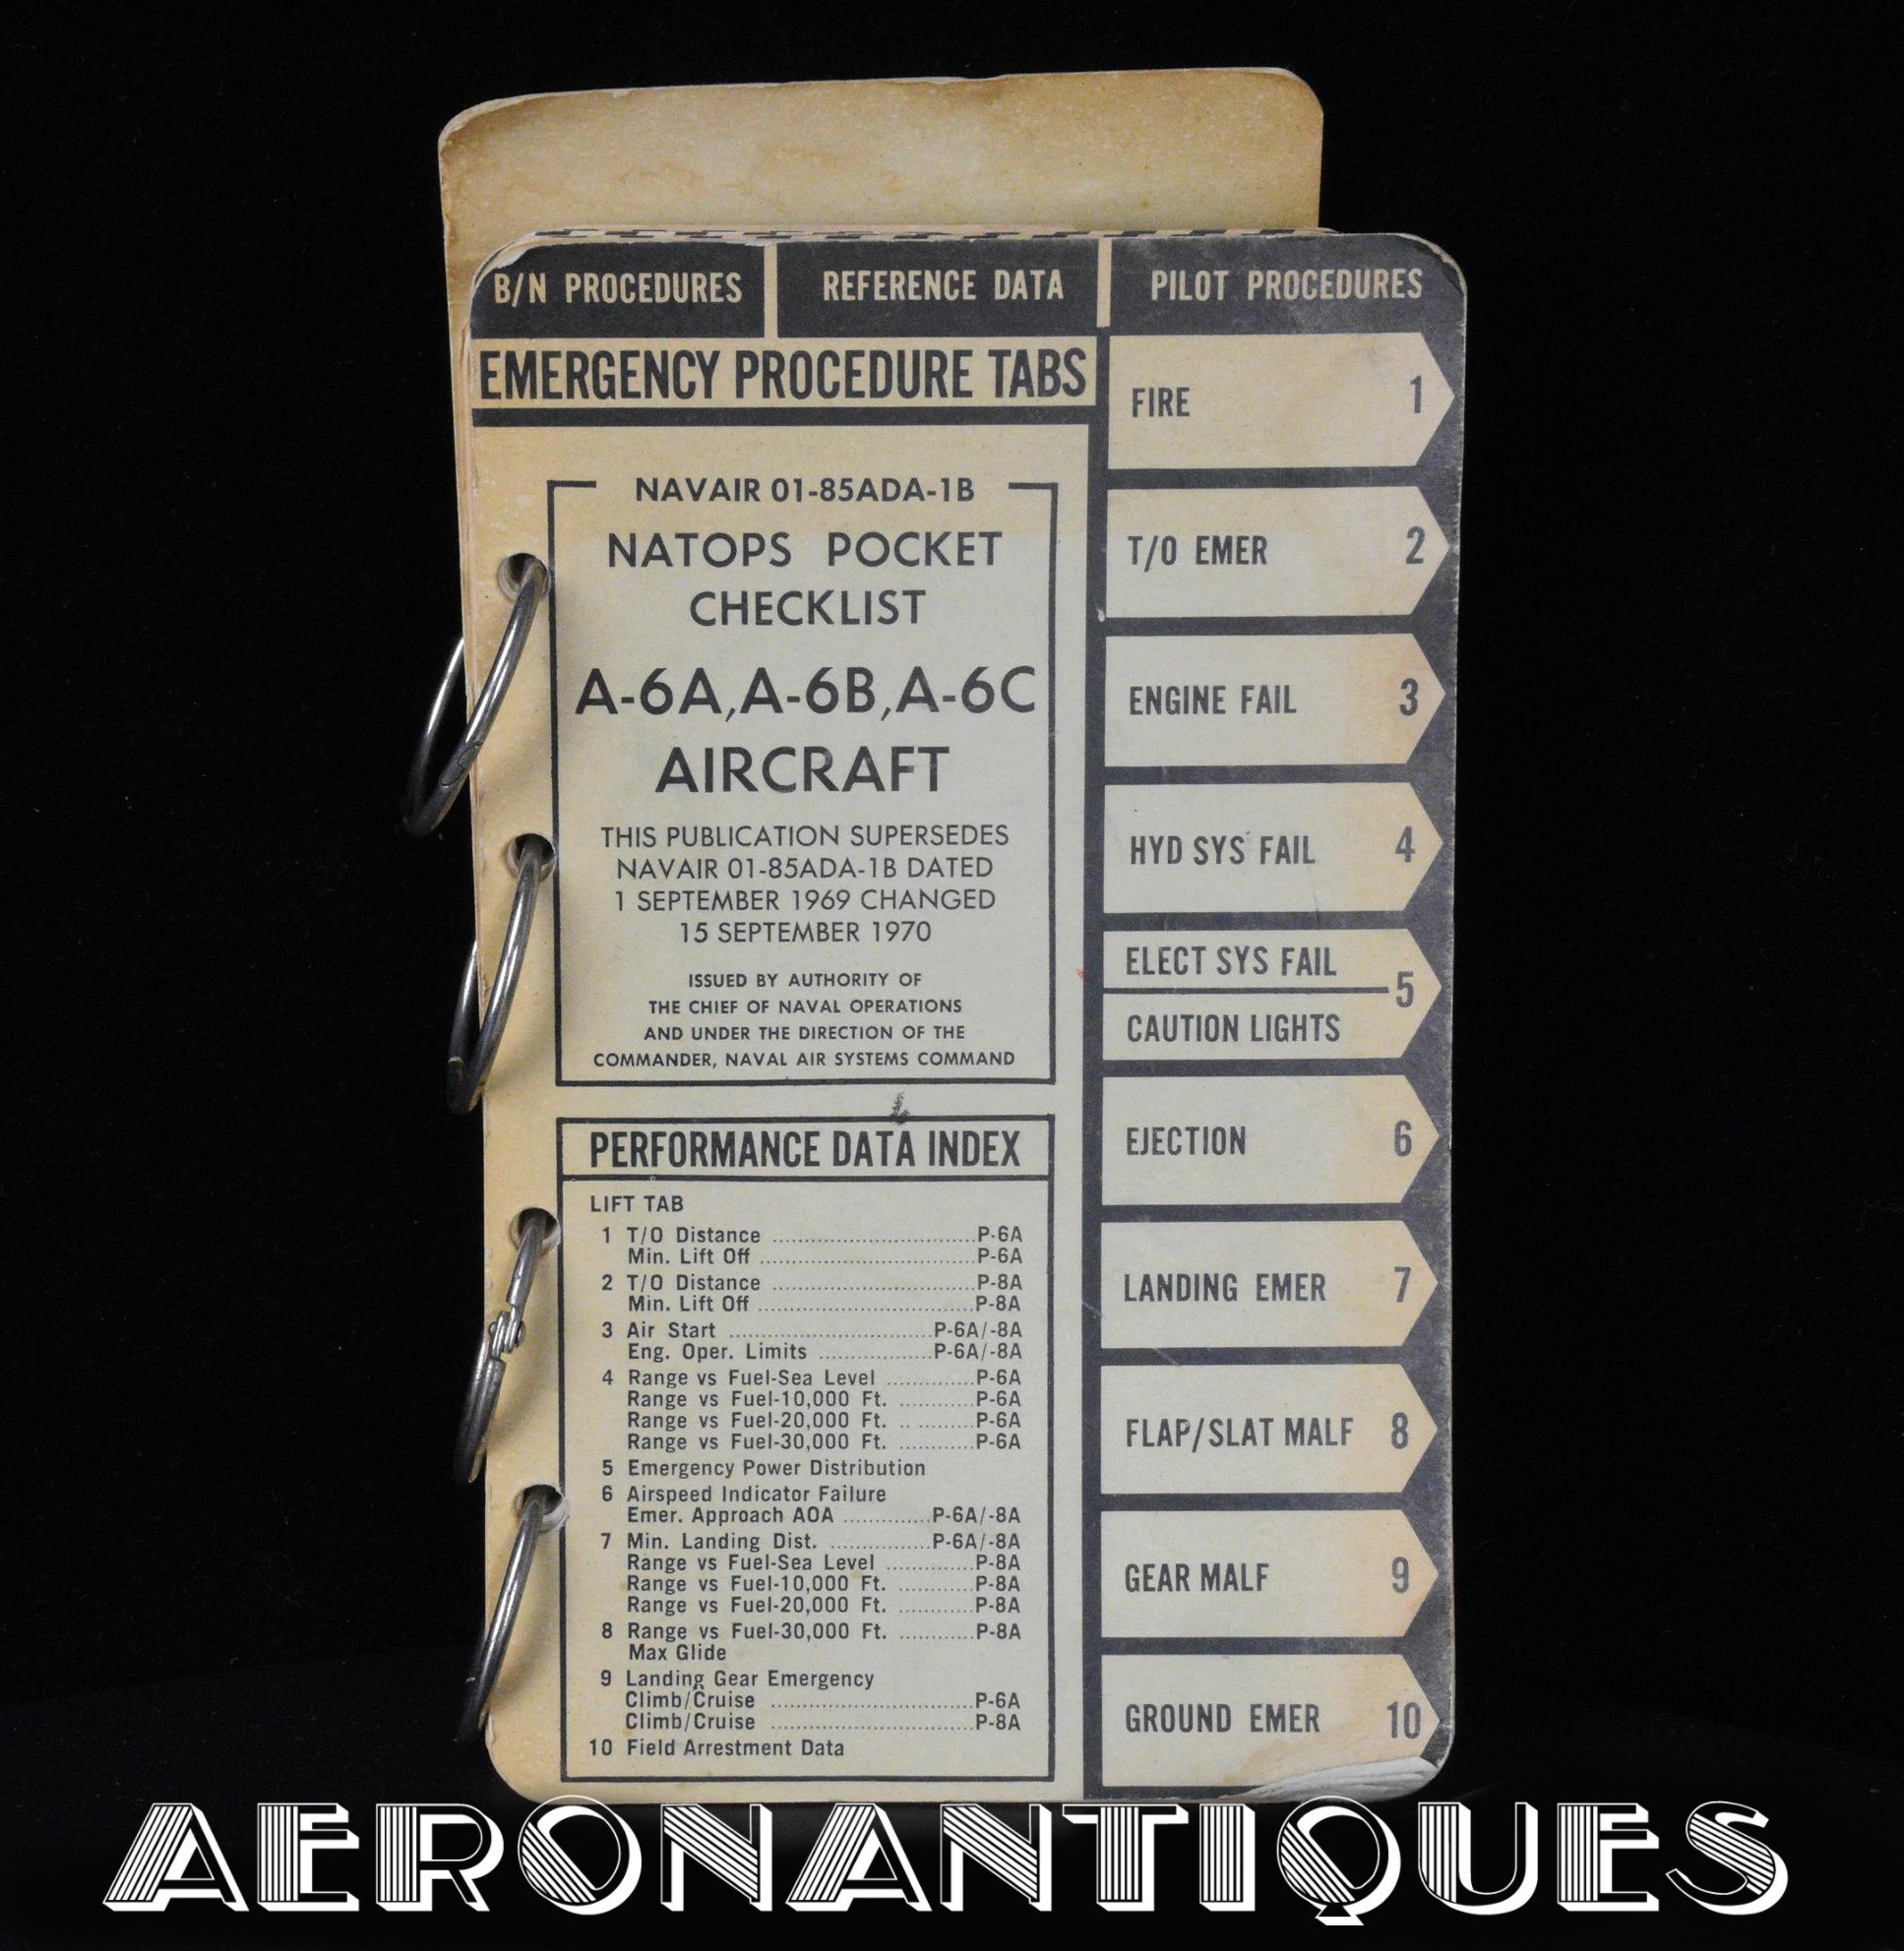 B/N PROCEDURES
REFERENCE DATA
PILOT PROCEDURES
EMERGENCY PROCEDURE TABS
NAVAIR 01-85ADA-1B
NATOPS POCKET
CHECKLIST
A-6A, A-6B, A-6C
AIRCRAFT
THIS PUBLICATION SUPERSEDES
NAVAIR 01-85ADA-1B DATED
1 SEPTEMBER 1969 CHANGED
15 SEPTEMBER 1970
ISSUED BY AUTHORITY OF
THE CHIEF OF NAVAL OPERATIONS
AND UNDER THE DIRECTION OF THE
COMMANDER, NAVAL AIR SYSTEMS COMMAND
PERFORMANCE DATA INDEX
LIFT TAB
1 T/O Distance ........ P-6A
Min. Lift Off ........ P-6A
2 T/O Distance ........ P-8A
Min. Lift Off ........ P-8A
3 Air Start ........ P-6A/-8A
Eng. Oper. Limits ........ P-6A/-8A
4 Range vs Fuel-Sea Level ........ P-6A
Range vs Fuel-10,000 Ft. ........ P-6A
Range vs Fuel-20,000 Ft. ........ P-6A
Range vs Fuel-30,000 Ft. ........ P-6A
5 Emergency Power Distribution
6 Airspeed Indicator Failure
Emer. Approach AOA ........ P-6A/-8A
7 Min. Landing Dist. ........ P-6A/-8A
Range vs Fuel-Sea Level ........ P-8A
Range vs Fuel-10,000 Ft. ........ P-8A
Range vs Fuel-20,000 Ft. ........ P-8A
8 Range vs Fuel-30,000 Ft. ........ P-8A
Max Glide
9 Landing Gear Emergency
Climb/Cruise ........ P-6A
Climb/Cruise ........ P-8A
10 Field Arrestment Data
FIRE 1
T/O EMER 2
ENGINE FAIL 3
HYD SYS FAIL 4
ELECT SYS FAIL 5
CAUTION LIGHTS
EJECTION 6
LANDING EMER 7
FLAP/SLAT MALF 8
GEAR MALF 9
GROUND EMER 10
AERONANTIQUES